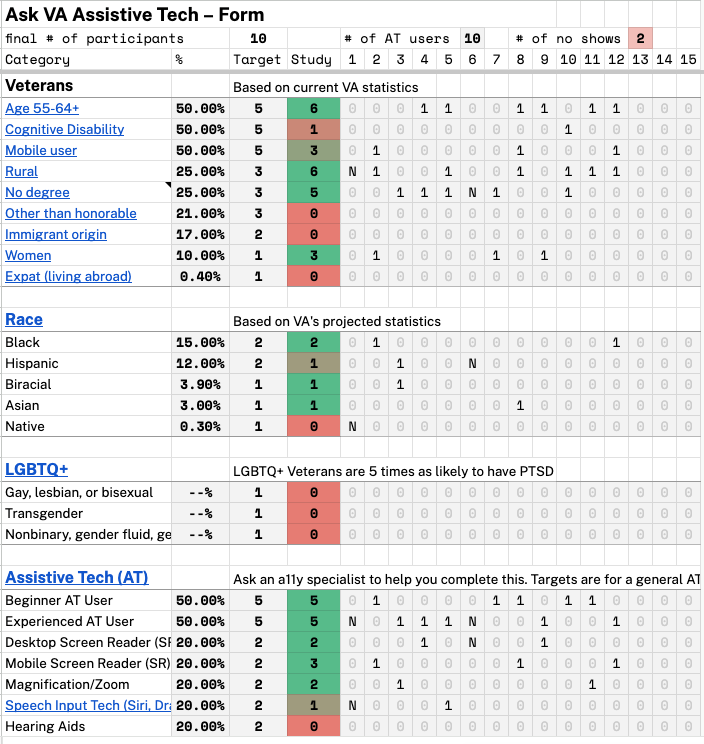 Ask VA Assistive Tech – Form
final # of participants 10 # of AT users 10 # of no shows 2
Category % Target Study 1 2 3 4 5 6 7 8 9 10 11 12 13 14 15
Veterans Based on current VA statistics
Age 55-64+ 50.00% 5 6 0 0 0 1 1 0 0 1 1 0 1 1 0 0 0
Cognitive Disability 50.00% 5 1 0 0 0 0 0 0 0 0 0 1 0 0 0 0 0
Mobile user 50.00% 5 3 0 1 0 0 0 0 0 1 0 0 0 1 0 0 0
Rural 25.00% 3 6 N 1 0 0 1 0 0 1 0 1 1 1 0 0 0
No degree 25.00% 3 5 0 0 1 1 1 N 1 0 0 1 0 0 0 0 0
Other than honorable 21.00% 3 0 0 0 0 0 0 0 0 0 0 0 0 0 0 0 0
Immigrant origin 17.00% 2 0 0 0 0 0 0 0 0 0 0 0 0 0 0 0 0
Women 10.00% 1 3 0 1 0 0 0 0 1 0 1 0 0 0 0 0 0
Expat (living abroad) 0.40% 1 0 0 0 0 0 0 0 0 0 0 0 0 0 0 0 0
Race Based on VA's projected statistics
Black 15.00% 2 2 0 1 0 0 0 0 0 0 0 0 0 1 0 0 0
Hispanic 12.00% 2 1 0 0 1 0 0 N 0 0 0 0 0 0 0 0 0
Biracial 3.90% 1 1 0 0 1 0 0 0 0 0 0 0 0 0 0 0 0
Asian 3.00% 1 1 0 0 0 0 0 0 0 1 0 0 0 0 0 0 0
Native 0.30% 1 0 N 0 0 0 0 0 0 0 0 0 0 0 0 0 0
LGBTQ+ LGBTQ+ Veterans are 5 times as likely to have PTSD
Gay, lesbian, or bisexual --% 1 0 0 0 0 0 0 0 0 0 0 0 0 0 0 0 0
Transgender --% 1 0 0 0 0 0 0 0 0 0 0 0 0 0 0 0 0
Nonbinary, gender fluid, ge --% 1 0 0 0 0 0 0 0 0 0 0 0 0 0 0 0 0
Assistive Tech (AT) Ask an a11y specialist to help you complete this. Targets are for a general AT
Beginner AT User 50.00% 5 5 0 1 0 0 0 0 1 1 0 1 1 0 0 0 0
Experienced AT User 50.00% 5 5 N 0 1 1 1 N 0 0 1 0 0 1 0 0 0
Desktop Screen Reader (SR 20.00% 2 2 0 0 0 1 0 N 0 0 1 0 0 0 0 0 0
Mobile Screen Reader (SR) 20.00% 2 3 0 1 0 0 0 0 0 1 0 0 0 1 0 0 0
Magnification/Zoom 20.00% 2 2 0 0 1 0 0 0 0 0 0 0 1 0 0 0 0
Speech Input Tech (Siri, Dra 20.00% 2 1 N 0 0 0 1 0 0 0 0 0 0 0 0 0 0
Hearing Aids 20.00% 2 0 0 0 0 0 0 0 0 0 0 0 0 0 0 0 0